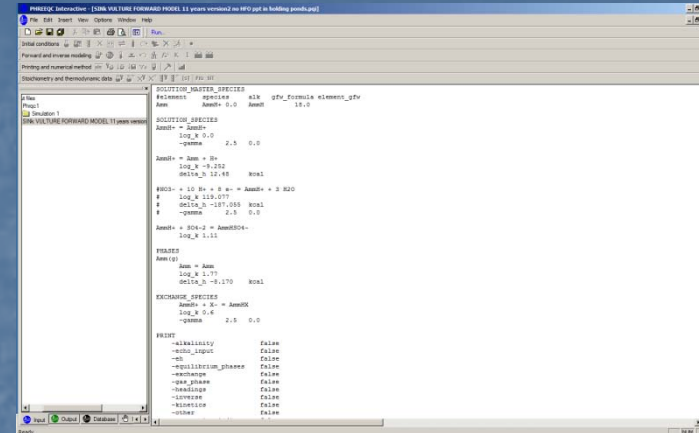 PHREEQC Interactive - [SINk VULTURE FORWARD MODEL 11 years version2 no HFO ppt in holding ponds.pqi]
File Edit Insert View Options Window Help
Run...
Initial conditions
Forward and inverse modeling
Printing and numerical method
Stoichiometry and thermodynamic data
Simulation 1
SINk VULTURE FORWARD MODEL 11 years version
SOLUTION_MASTER_SPECIES
#element species alk gfw_formula element_gfw
Amm AmmH+ 0.0 AmmH 18.0
SOLUTION_SPECIES
AmmH+ = AmmH+
log_k 0.0
-gamma 2.5 0.0
AmmH+ = Amm + H+
log_k -9.252
delta_h 12.48 kcal
#NO3- + 10 H+ + 8 e- = AmmH+ + 3 H2O
# log_k 119.077
# delta_h -187.055 kcal
# -gamma 2.5 0.0
AmmH+ + SO4-2 = AmmHSO4-
log_k 1.11
PHASES
Amm(g)
Amm = Amm
log_k 1.77
delta_h -8.170 kcal
EXCHANGE_SPECIES
AmmH+ + X- = AmmHX
log_k 0.6
-gamma 2.5 0.0
PRINT
-alkalinity false
-echo_input false
-eh false
-equilibrium_phases false
-exchange false
-gas_phase false
-headings false
-inverse false
-kinetics false
-other false
Input Output Database
Ready
NUM